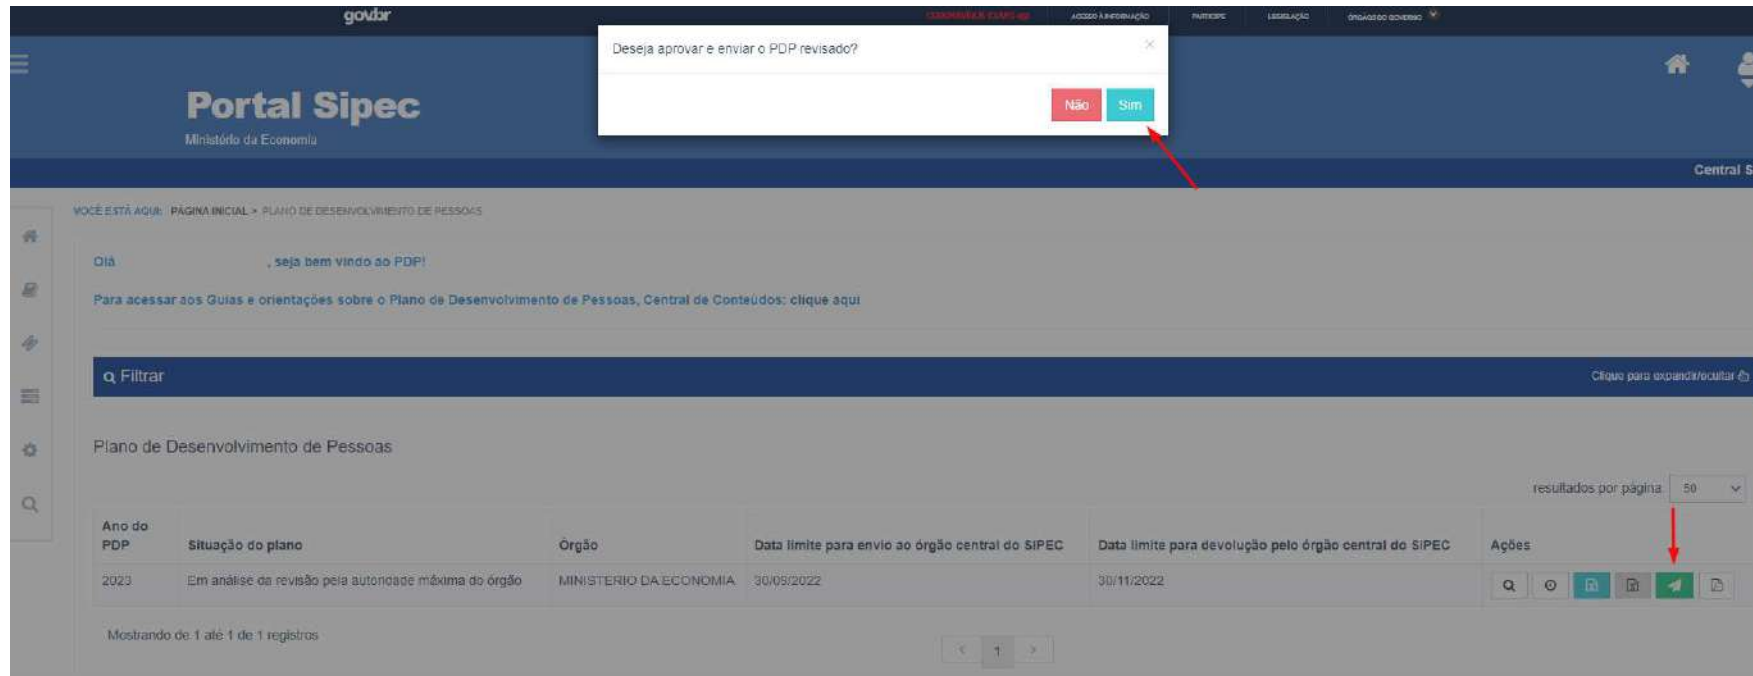 govbr
ACESSO À INFORMAÇÃO
PARTICIPE
LEGISLAÇÃO
ÓRGÃOS DO GOVERNO
Deseja aprovar e enviar o PDP revisado?
×
Não
Sim
Portal Sipec
Ministério da Economia
Central S
VOCÊ ESTÁ AQUI: PÁGINA INICIAL > PLANO DE DESENVOLVIMENTO DE PESSOAS
Olá , seja bem vindo ao PDP!
Para acessar aos Guias e orientações sobre o Plano de Desenvolvimento de Pessoas, Central de Conteúdos: clique aqui
Filtrar
Clique para expandir/ocultar
Plano de Desenvolvimento de Pessoas
resultados por página 50
Ano do PDP Situação do plano Órgão Data limite para envio ao órgão central do SIPEC Data limite para devolução pelo órgão central do SIPEC Ações
2023 Em análise da revisão pela autoridade máxima do órgão MINISTERIO DA ECONOMIA 30/09/2022 30/11/2022
Mostrando de 1 até 1 de 1 registros
< 1 >